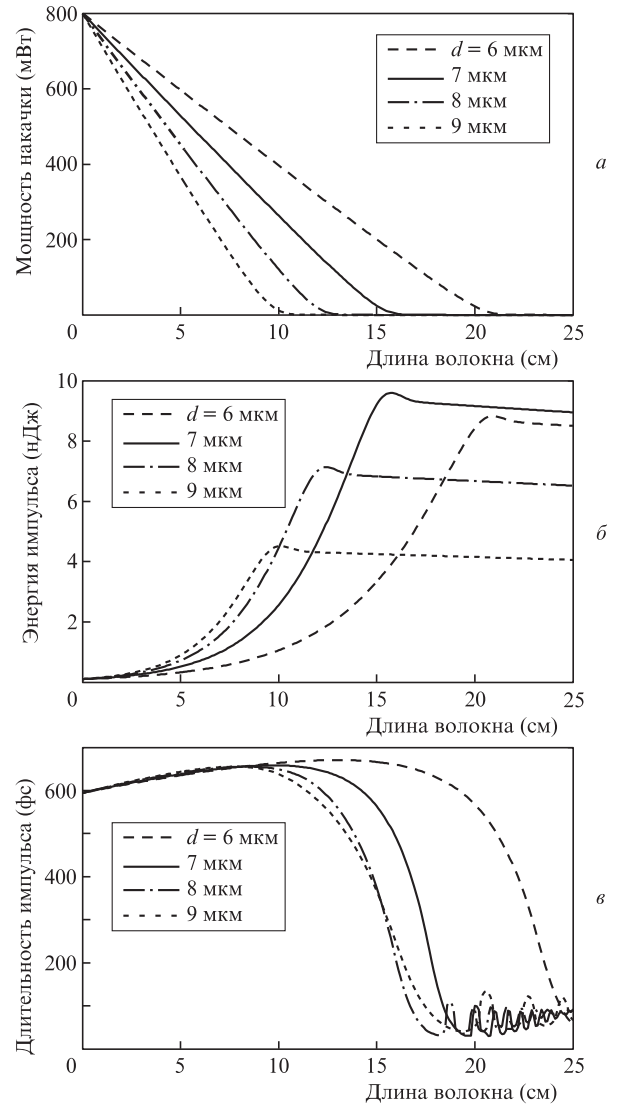 Мощность накачки (мВт)
800
600
400
200
0
5
10
15
20
25
Длина волокна (см)
d = 6 мкм
7 мкм
8 мкм
9 мкм
а
Энергия импульса (нДж)
10
8
6
4
2
0
5
10
15
20
25
Длина волокна (см)
d = 6 мкм
7 мкм
8 мкм
9 мкм
б
Длительность импульса (фс)
600
400
200
0
5
10
15
20
25
Длина волокна (см)
d = 6 мкм
7 мкм
8 мкм
9 мкм
в